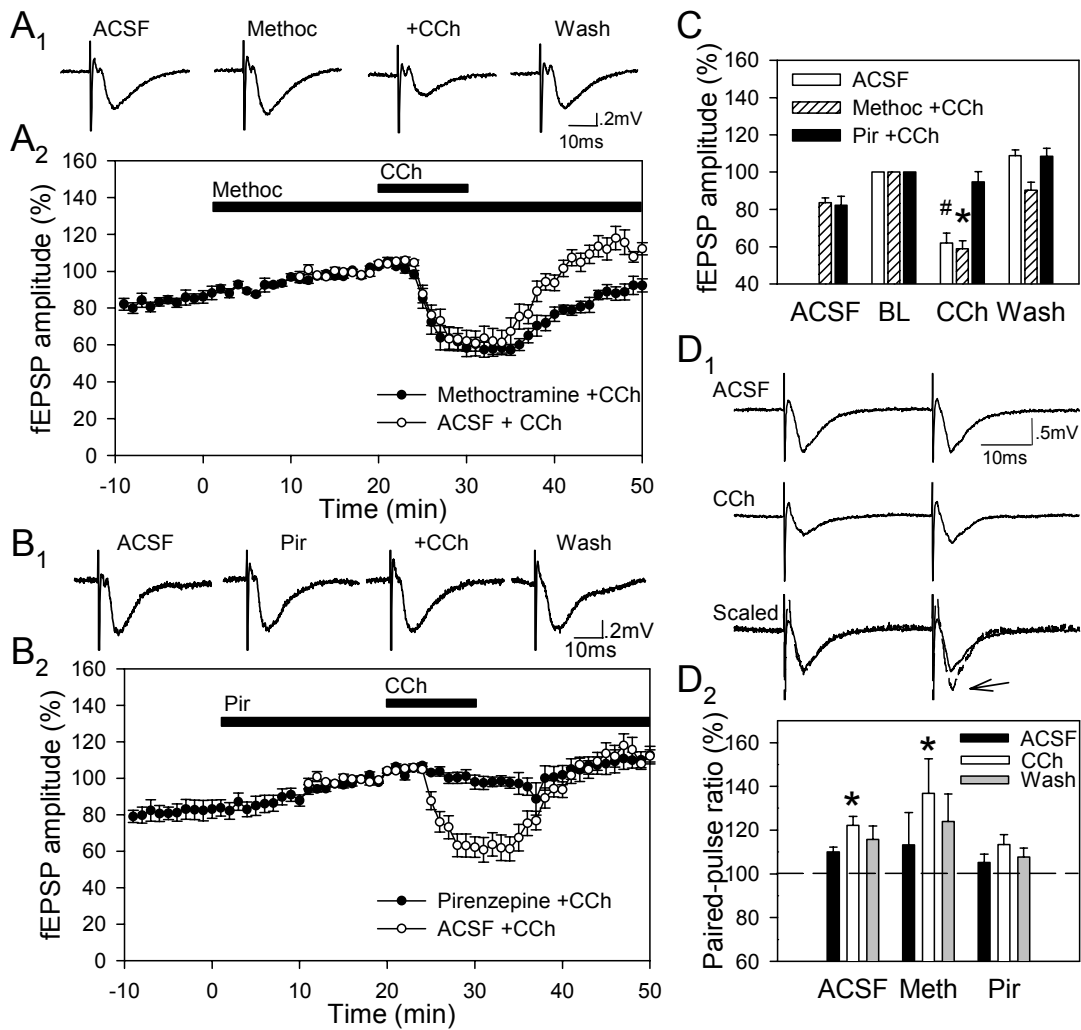 A1
ACSF Methoc +CCh Wash
.2mV
10ms
A2
fEPSP amplitude (%)
160
140
120
100
80
60
40
20
0
CCh
Methoc
Methoctramine +CCh
ACSF + CCh
-10 0 10 20 30 40 50
Time (min)
B1
ACSF Pir +CCh Wash
.2mV
10ms
B2
fEPSP amplitude (%)
160
140
120
100
80
60
40
20
0
CCh
Pir
Pirenzepine +CCh
ACSF +CCh
-10 0 10 20 30 40 50
Time (min)
C
fEPSP amplitude (%)
160
140
120
100
80
60
40
ACSF
Methoc +CCh
Pir +CCh
# *
ACSF BL CCh Wash
D1
ACSF
.5mV
10ms
CCh
Scaled
D2
Paired-pulse ratio (%)
160
140
120
100
80
60
ACSF
CCh
Wash
* *
ACSF Meth Pir